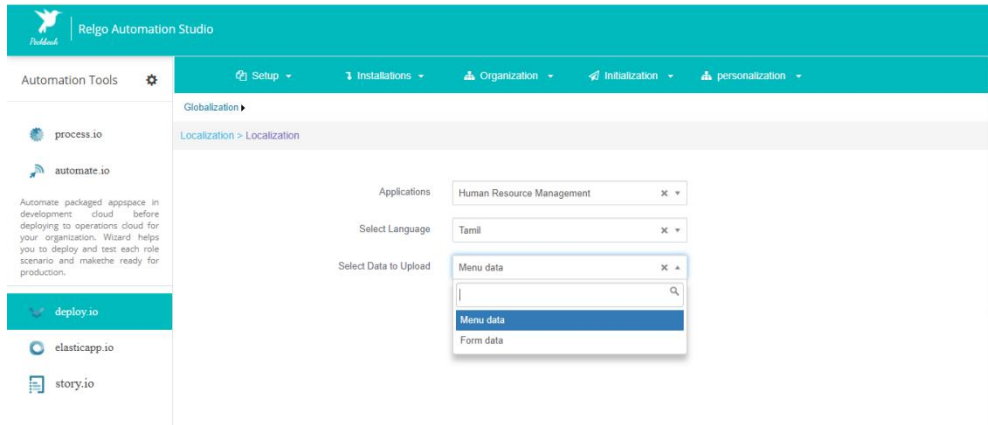 Relgo Automation Studio
Automation Tools
Setup
Installations
Organization
Initialization
personalization
Globalization
Localization > Localization
process.io
automate.io
Automate packaged appspace in
development cloud before
deploying to operations cloud for
your organization. Wizard helps
you to deploy and test each role
scenario and makethe ready for
production.
deploy.io
elasticapp.io
story.io
Applications
Human Resource Management
Select Language
Tamil
Select Data to Upload
Menu data
Menu data
Form data